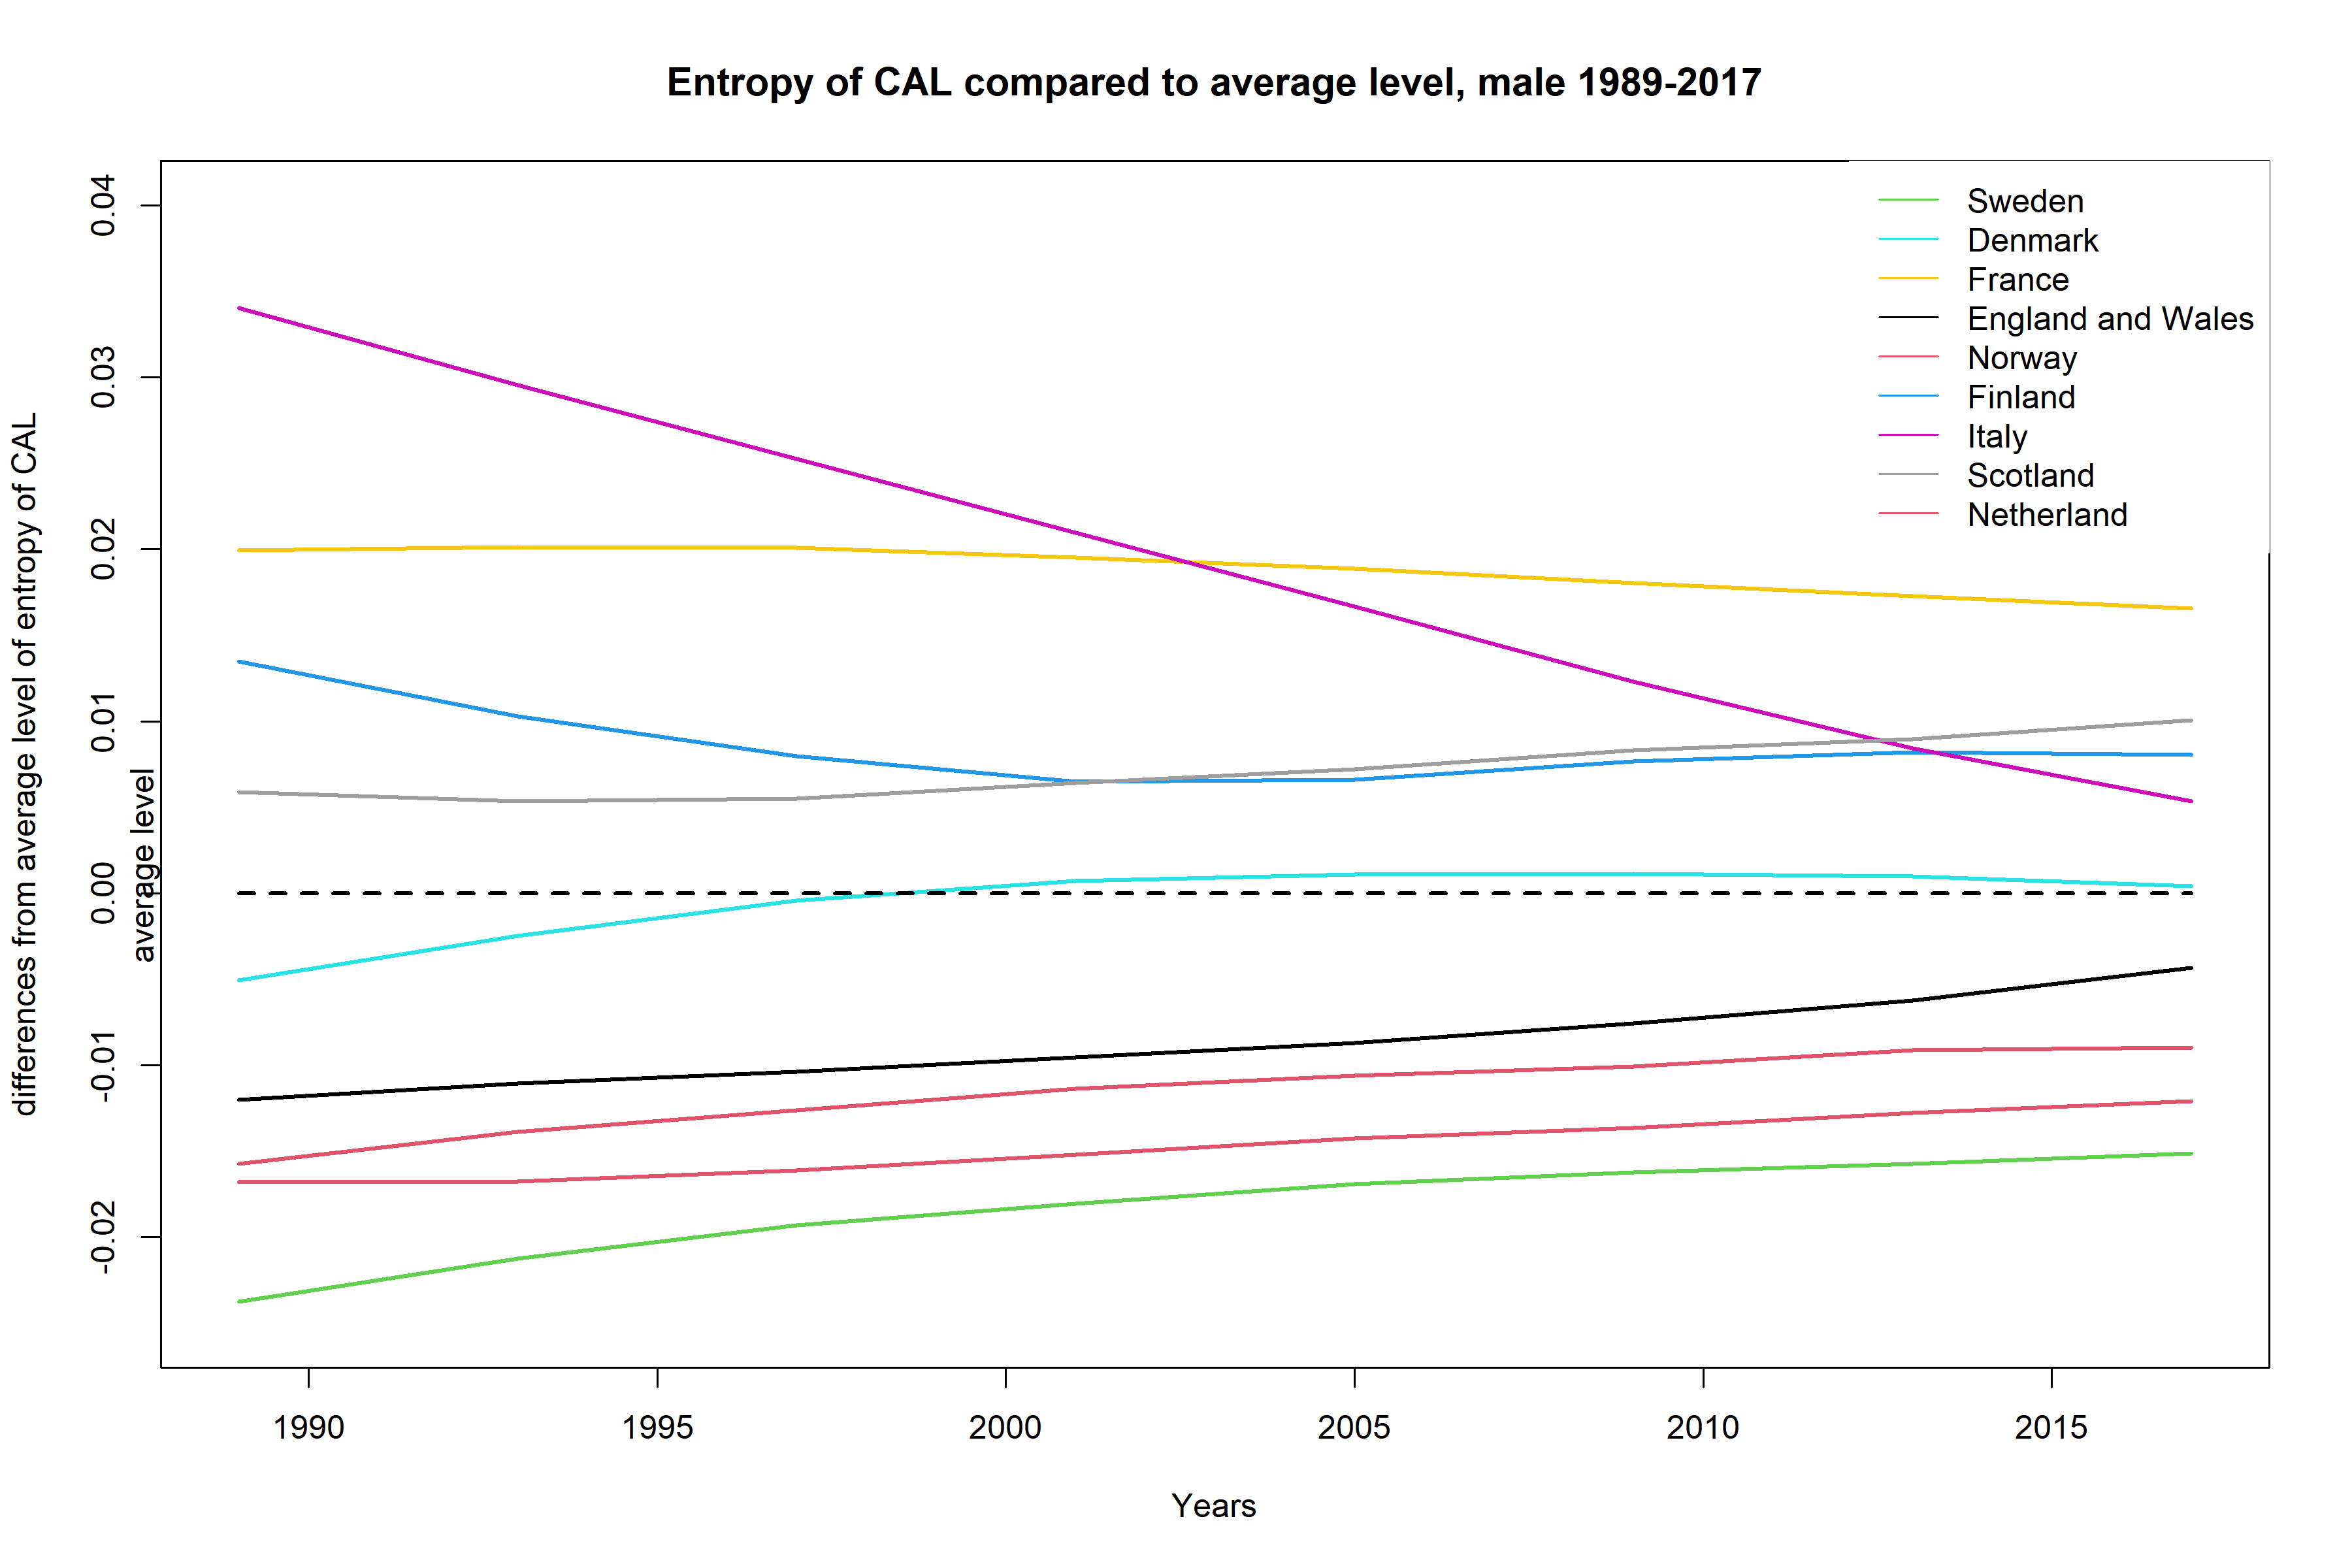 Entropy of CAL compared to average level, male 1989-2017
differences from average level of entropy of CAL
average level
0.04
0.03
0.02
0.01
0.00
-0.01
-0.02
Sweden
Denmark
France
England and Wales
Norway
Finland
Italy
Scotland
Netherland
1990
1995
2000
2005
2010
2015
Years